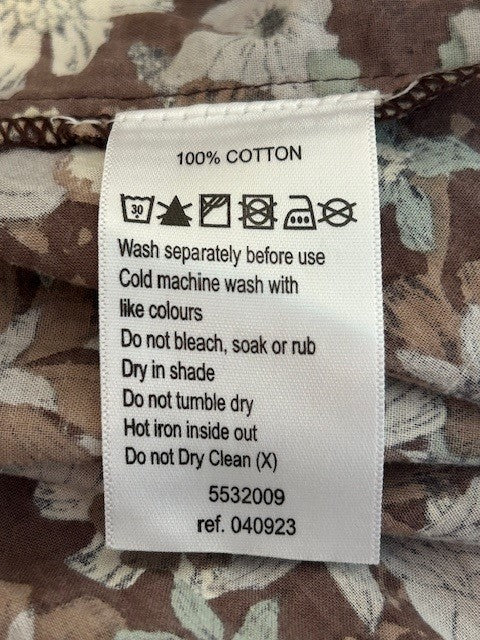 100% COTTON
30
Wash separately before use
Cold machine wash with
like colours
Do not bleach, soak or rub
Dry in shade
Do not tumble dry
Hot iron inside out
Do not Dry Clean (X)
5532009
ref. 040923